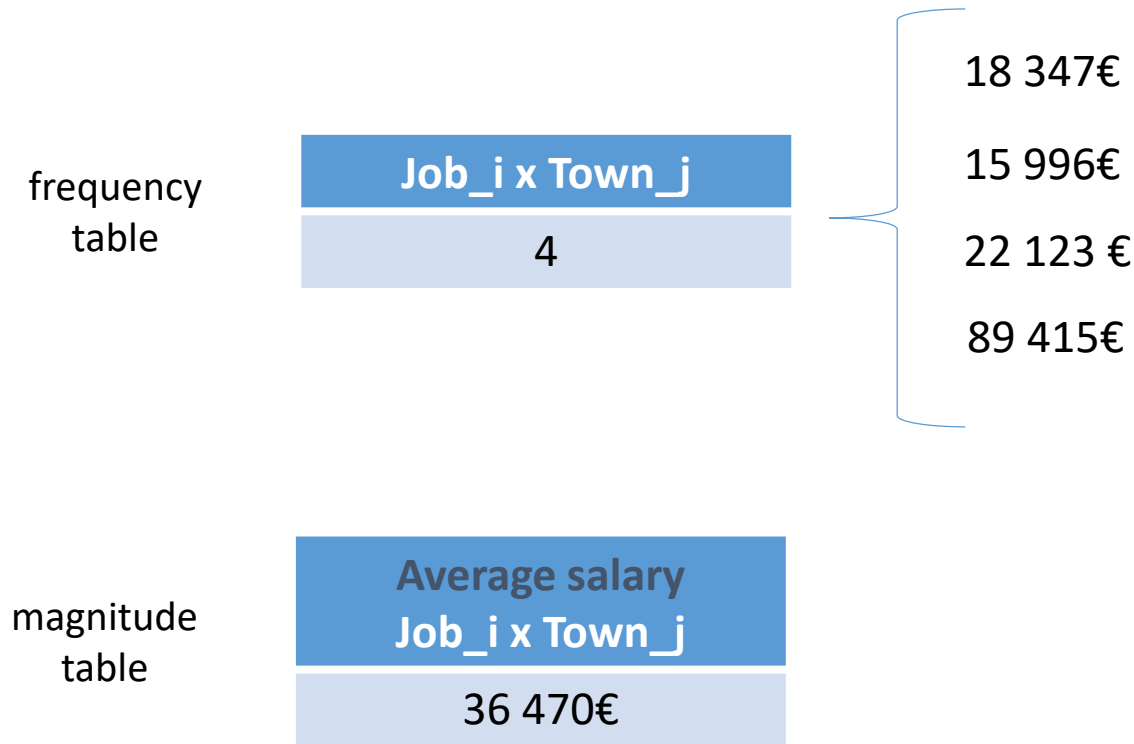 frequency
table
Job_i x Town_j
4
18 347€
15 996€
22 123 €
89 415€
magnitude
table
Average salary
Job_i x Town_j
36 470€